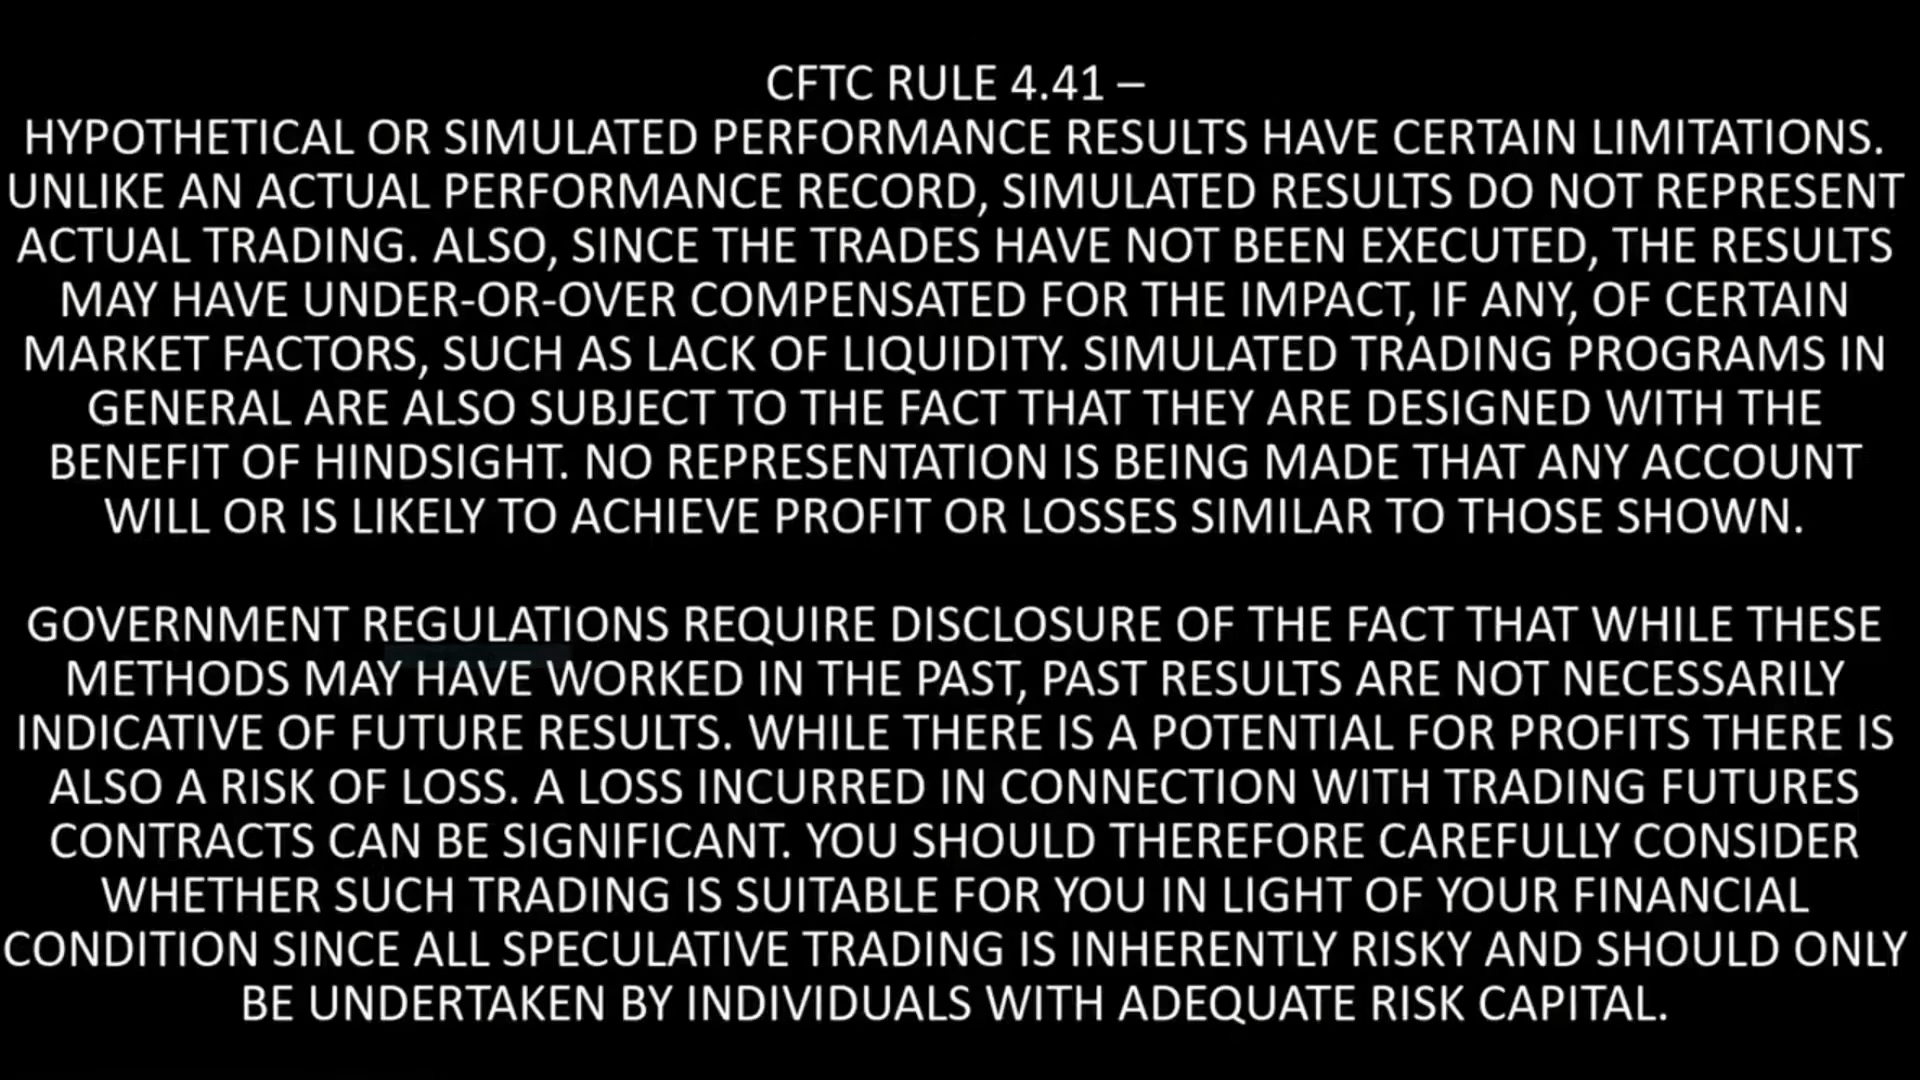 CFTC RULE 4.41 –
HYPOTHETICAL OR SIMULATED PERFORMANCE RESULTS HAVE CERTAIN LIMITATIONS.
UNLIKE AN ACTUAL PERFORMANCE RECORD, SIMULATED RESULTS DO NOT REPRESENT
ACTUAL TRADING. ALSO, SINCE THE TRADES HAVE NOT BEEN EXECUTED, THE RESULTS
MAY HAVE UNDER-OR-OVER COMPENSATED FOR THE IMPACT, IF ANY, OF CERTAIN
MARKET FACTORS, SUCH AS LACK OF LIQUIDITY. SIMULATED TRADING PROGRAMS IN
GENERAL ARE ALSO SUBJECT TO THE FACT THAT THEY ARE DESIGNED WITH THE
BENEFIT OF HINDSIGHT. NO REPRESENTATION IS BEING MADE THAT ANY ACCOUNT
WILL OR IS LIKELY TO ACHIEVE PROFIT OR LOSSES SIMILAR TO THOSE SHOWN.
GOVERNMENT REGULATIONS REQUIRE DISCLOSURE OF THE FACT THAT WHILE THESE
METHODS MAY HAVE WORKED IN THE PAST, PAST RESULTS ARE NOT NECESSARILY
INDICATIVE OF FUTURE RESULTS. WHILE THERE IS A POTENTIAL FOR PROFITS THERE IS
ALSO A RISK OF LOSS. A LOSS INCURRED IN CONNECTION WITH TRADING FUTURES
CONTRACTS CAN BE SIGNIFICANT. YOU SHOULD THEREFORE CAREFULLY CONSIDER
WHETHER SUCH TRADING IS SUITABLE FOR YOU IN LIGHT OF YOUR FINANCIAL
CONDITION SINCE ALL SPECULATIVE TRADING IS INHERENTLY RISKY AND SHOULD ONLY
BE UNDERTAKEN BY INDIVIDUALS WITH ADEQUATE RISK CAPITAL.